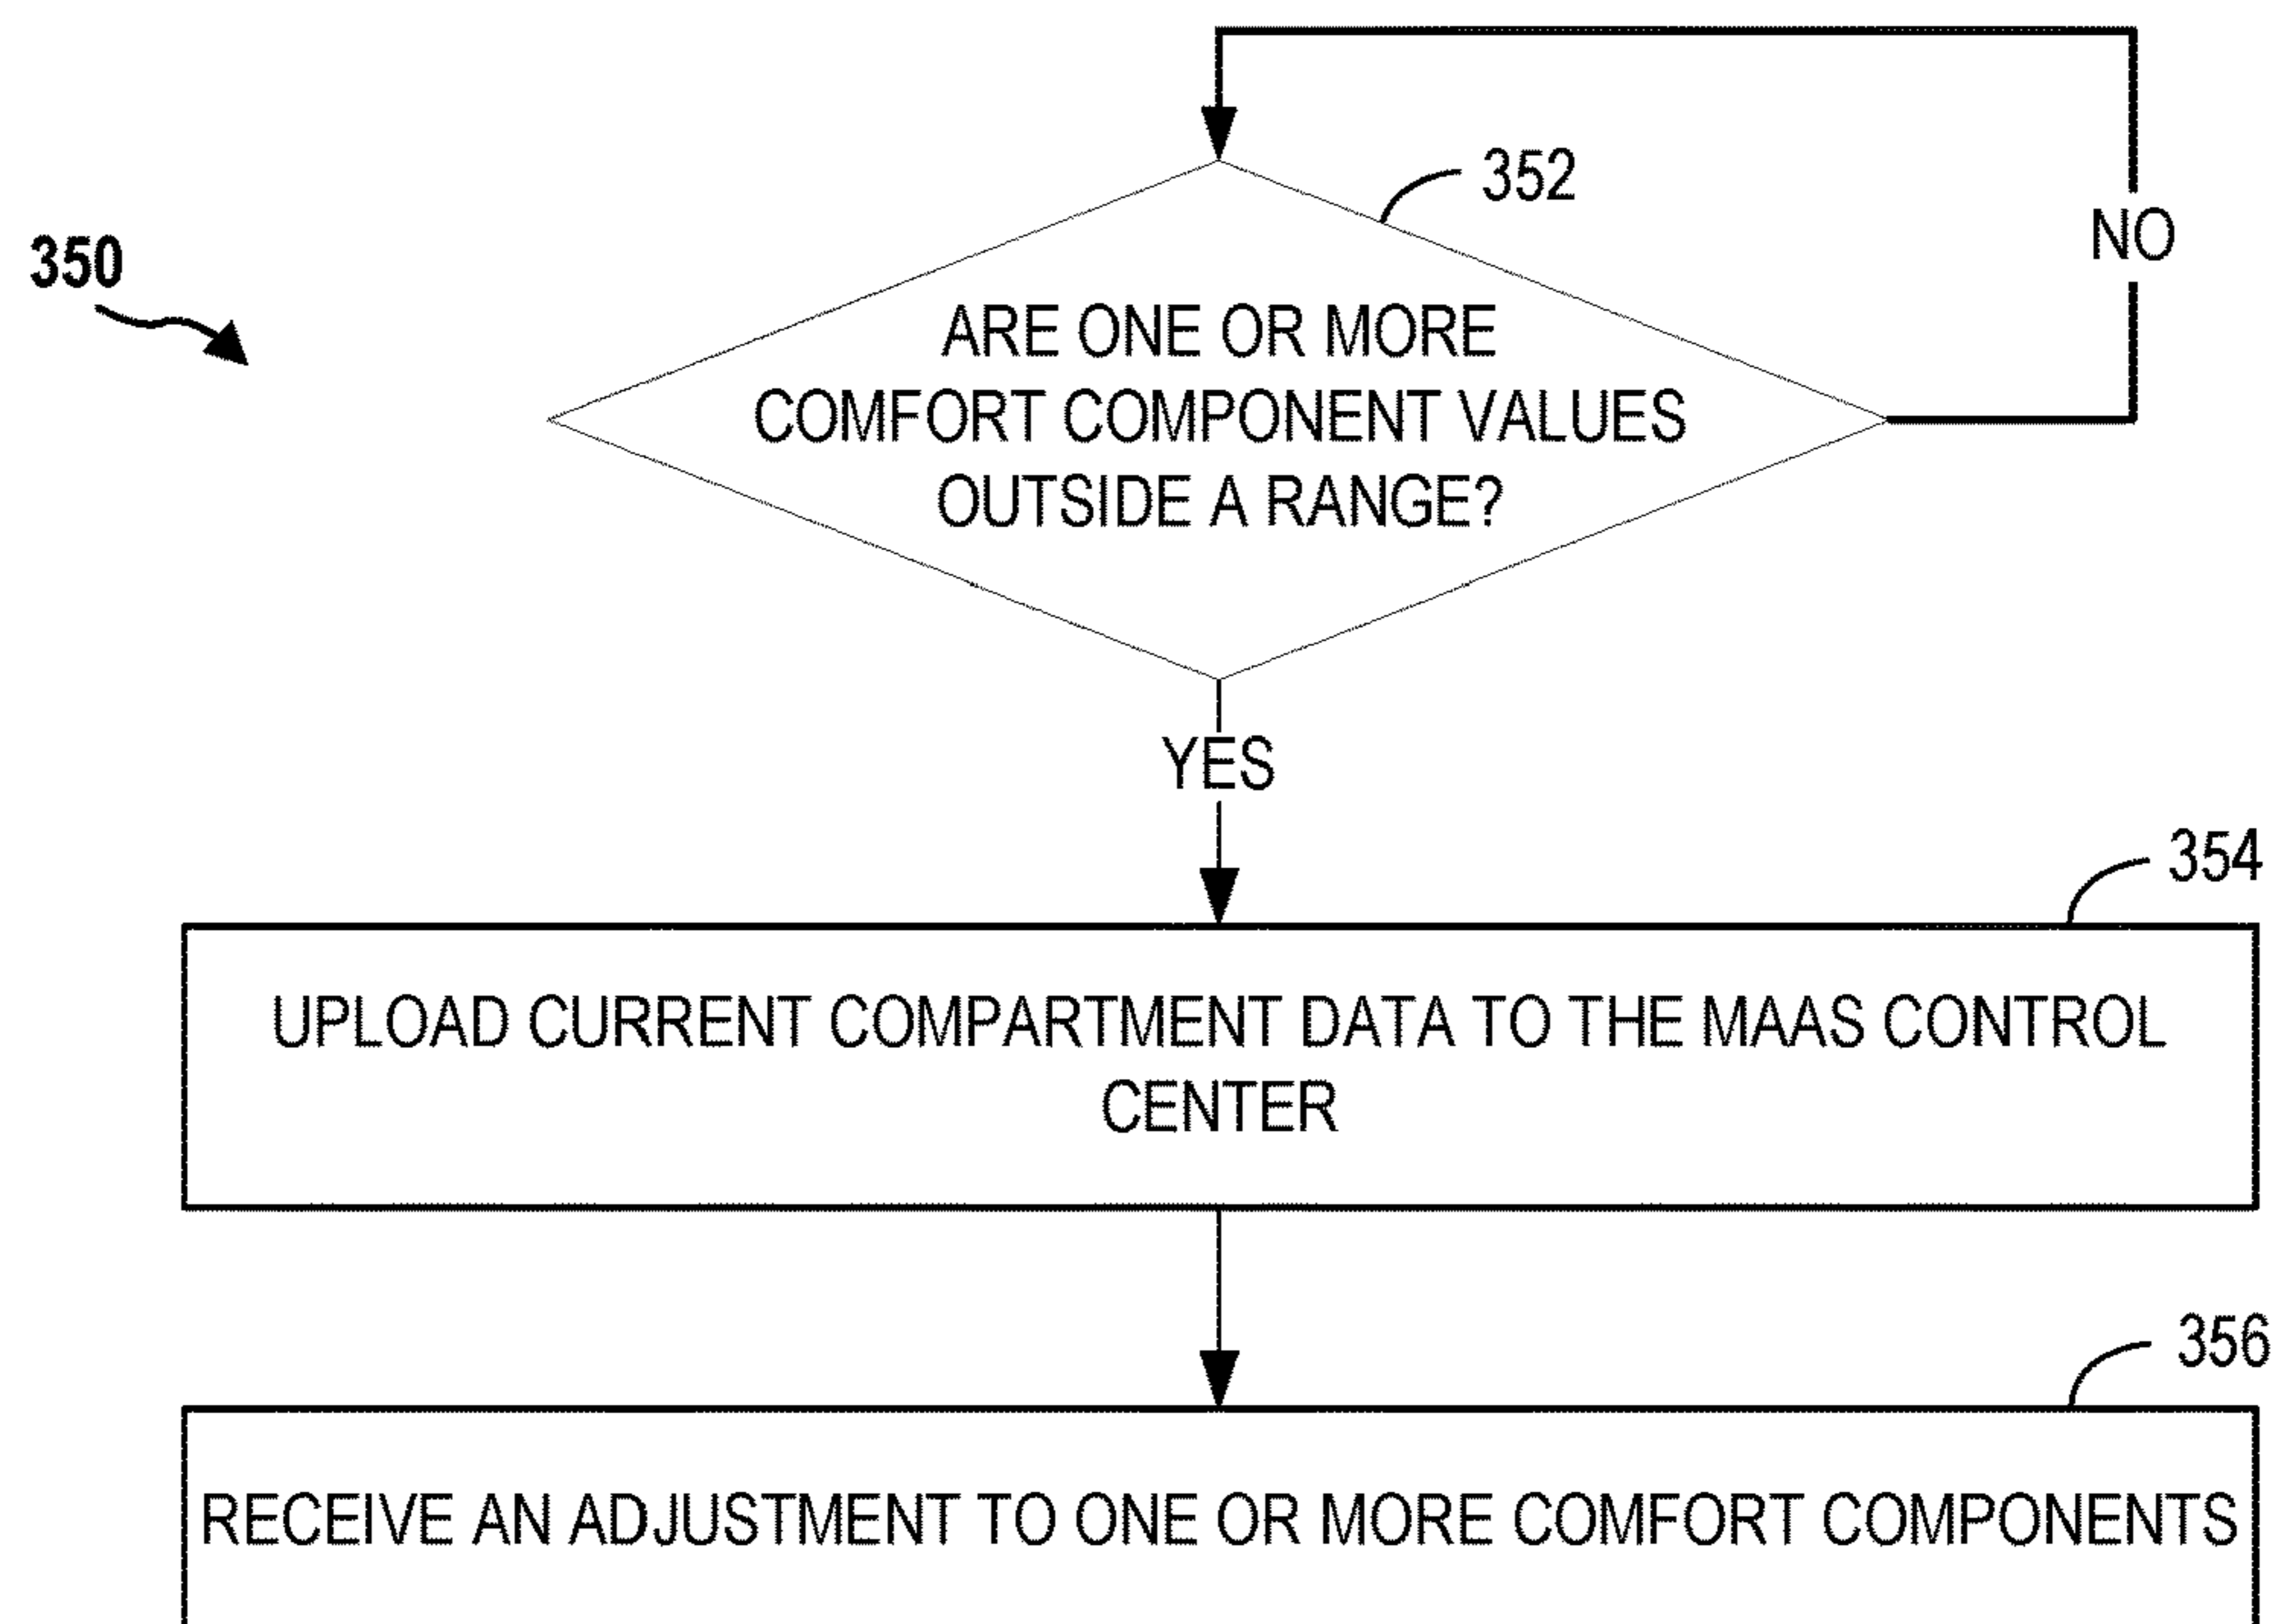 352
NO
350
ARE ONE OR MORE
COMFORT COMPONENT VALUES
OUTSIDE A RANGE?
YES
354
UPLOAD CURRENT COMPARTMENT DATA TO THE MAAS CONTROL
CENTER
356
RECEIVE AN ADJUSTMENT TO ONE OR MORE COMFORT COMPONENTS